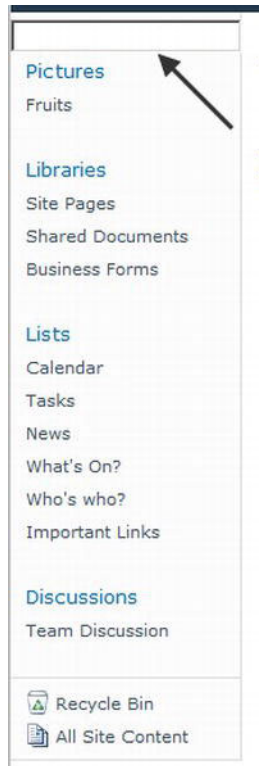 Pictures
Fruits
Libraries
Site Pages
Shared Documents
Business Forms
Lists
Calendar
Tasks
News
What's On?
Who's who?
Important Links
Discussions
Team Discussion
Recycle Bin
All Site Content